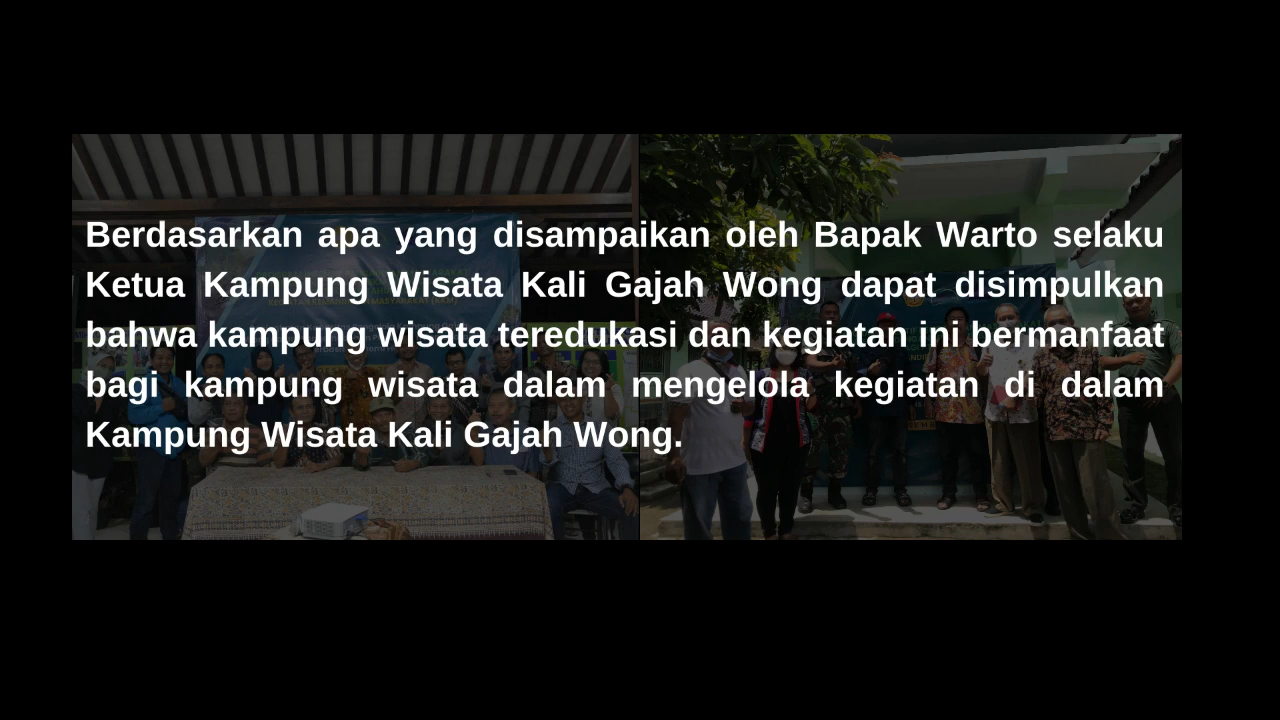 Berdasarkan apa yang disampaikan oleh Bapak Warto selaku
Ketua Kampung Wisata Kali Gajah Wong dapat disimpulkan
bahwa kampung wisata teredukasi dan kegiatan ini bermanfaat
bagi kampung wisata dalam mengelola kegiatan di dalam
Kampung Wisata Kali Gajah Wong.